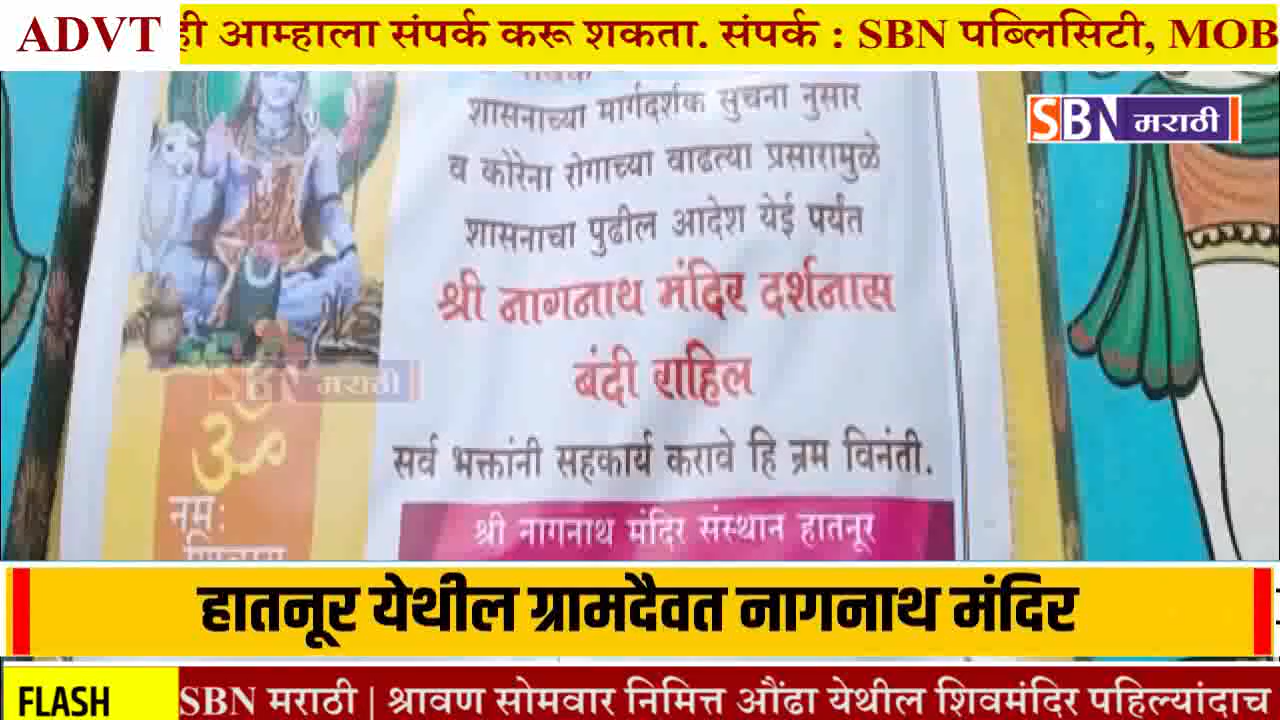 ADVT ही आम्हाला संपर्क करू शकता. संपर्क : SBN पब्लिसिटी, MOB
SBN मराठी
शासनाच्या मार्गदर्शक सुचना नुसार
व कोरेना रोगाच्या वाढत्या प्रसारामुळे
शासनाचा पुढील आदेश येई पर्यंत
श्री नागनाथ मंदिर दर्शनास
बंदी राहिल
SBN मराठी
ॐ
सर्व भक्तांनी सहकार्य करावे हि न्रम विनंती.
नमः
श्री नागनाथ मंदिर संस्थान हातनूर
हातनूर येथील ग्रामदैवत नागनाथ मंदिर
FLASH SBN मराठी | श्रावण सोमवार निमित्त औंढा येथील शिवमंदिर पहिल्यांदाच